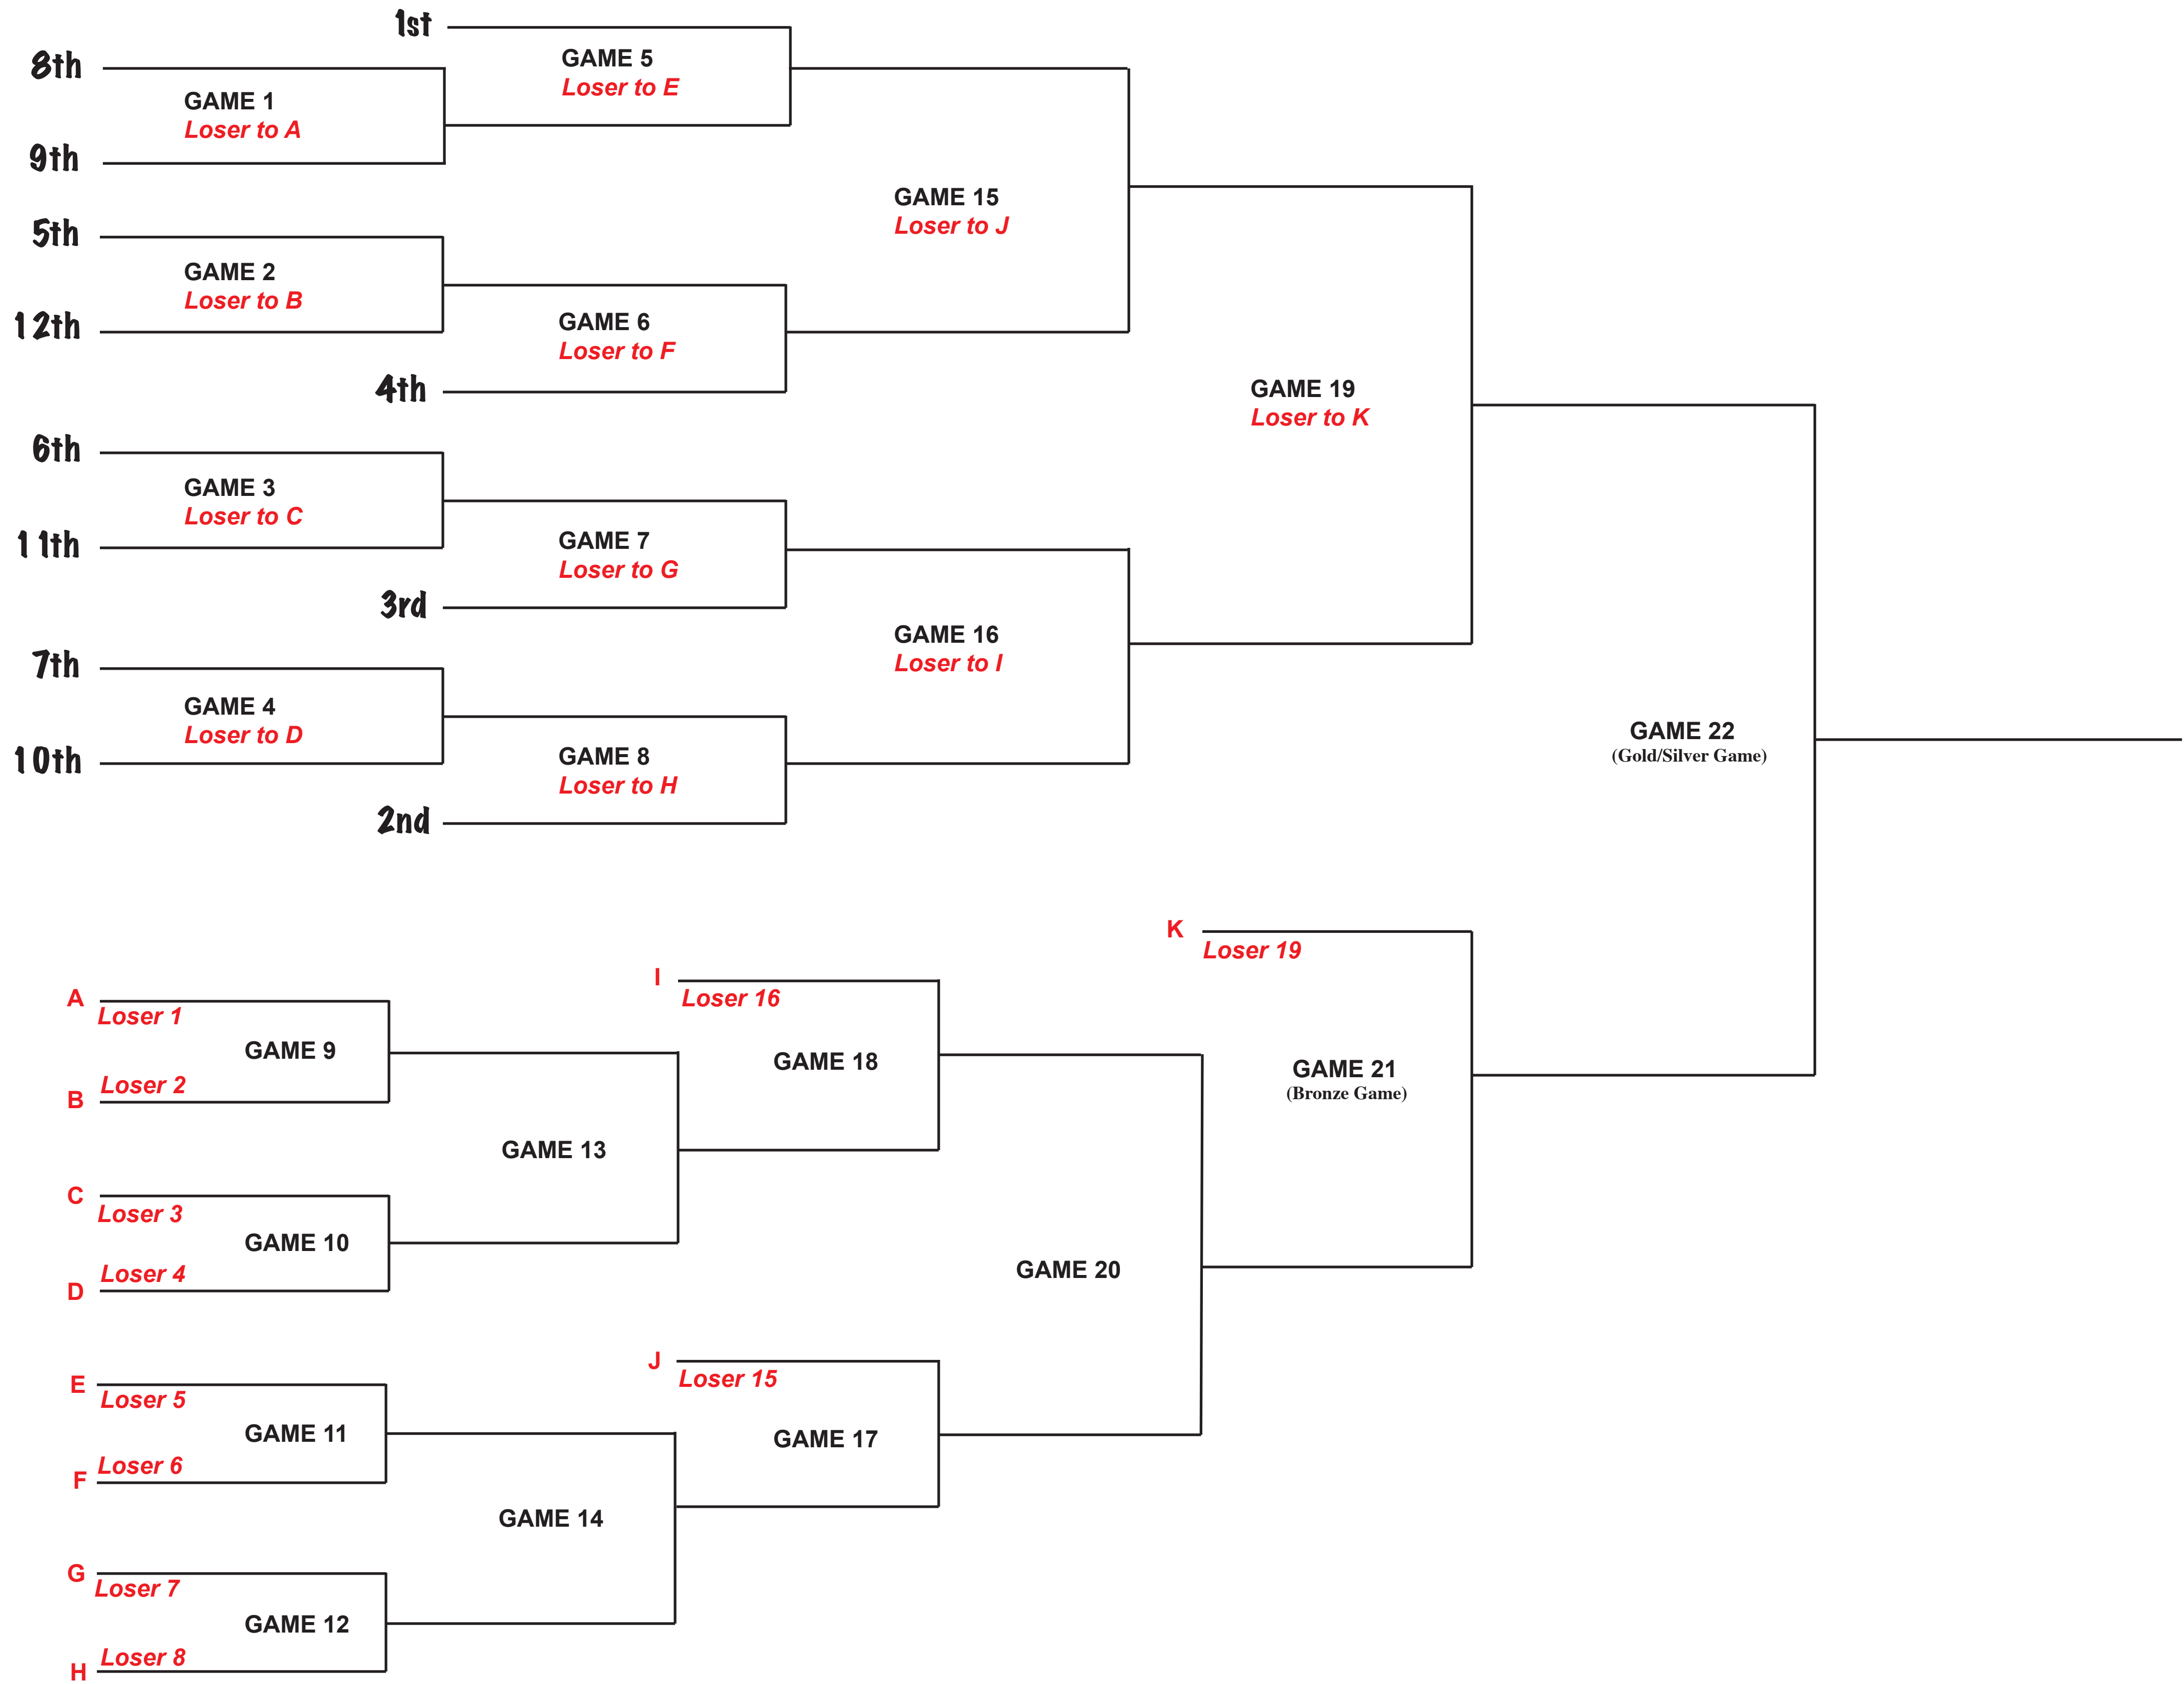 1st
8th
GAME 5
Loser to E
GAME 1
Loser to A
9th
GAME 15
Loser to J
5th
GAME 2
Loser to B
12th
GAME 6
Loser to F
4th
GAME 19
Loser to K
6th
GAME 3
Loser to C
11th
GAME 7
Loser to G
3rd
GAME 16
Loser to I
7th
GAME 4
Loser to D
10th
GAME 8
Loser to H
2nd
GAME 22
(Gold/Silver Game)
K
Loser 19
I
Loser 16
A
Loser 1
GAME 9
Loser 2
B
GAME 18
GAME 21
(Bronze Game)
GAME 13
C
Loser 3
GAME 10
Loser 4
D
GAME 20
J
Loser 15
E
Loser 5
GAME 11
Loser 6
F
GAME 17
GAME 14
G
Loser 7
GAME 12
Loser 8
H